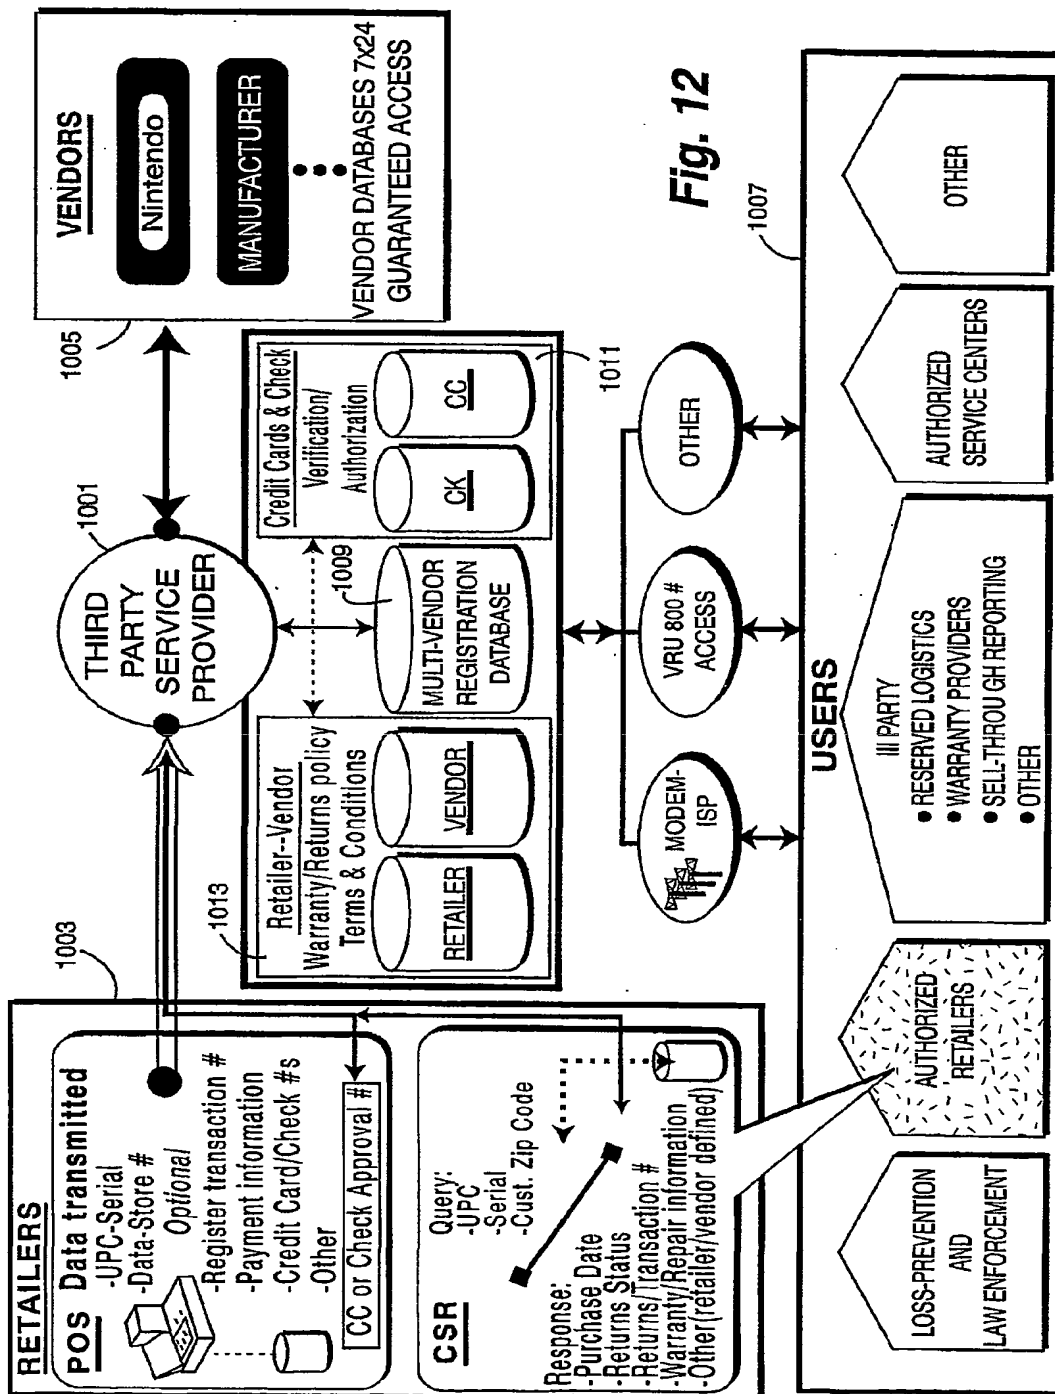 RETAILERS
POS Data transmitted
-UPC-Serial
-Data-Store #
Optional
-Register transaction #
-Payment Information
-Credit Card/Check #s
-Other
CC or Check Approval #
CSR
Query:
-UPC
-Serial
-Cust. Zip Code
Response:
-Purchase Date
-Returns Status
-Returns/Transaction #
-Warranty/Repair information
-Other(retailer/vendor defined)
1003
THIRD
PARTY
SERVICE
PROVIDER
1001
VENDORS
Nintendo
MANUFACTURER
VENDOR DATABASES 7x24
GUARANTEED ACCESS
1005
1013
Retailer--Vendor
Warranty/Returns policy
Terms & Conditions
RETAILER
VENDOR
1009
MULTI-VENDOR
REGISTRATION
DATABASE
Credit Cards & Check
Verification/
Authorization
CK
CC
1011
MODEM-
ISP
VRU 800 #
ACCESS
OTHER
Fig. 12
1007
USERS
LOSS-PREVENTION
AND
LAW ENFORCEMENT
AUTHORIZED
RETAILERS
III PARTY
● RESERVED LOGISTICS
● WARRANTY PROVIDERS
● SELL-THROUGH REPORTING
● OTHER
AUTHORIZED
SERVICE CENTERS
OTHER